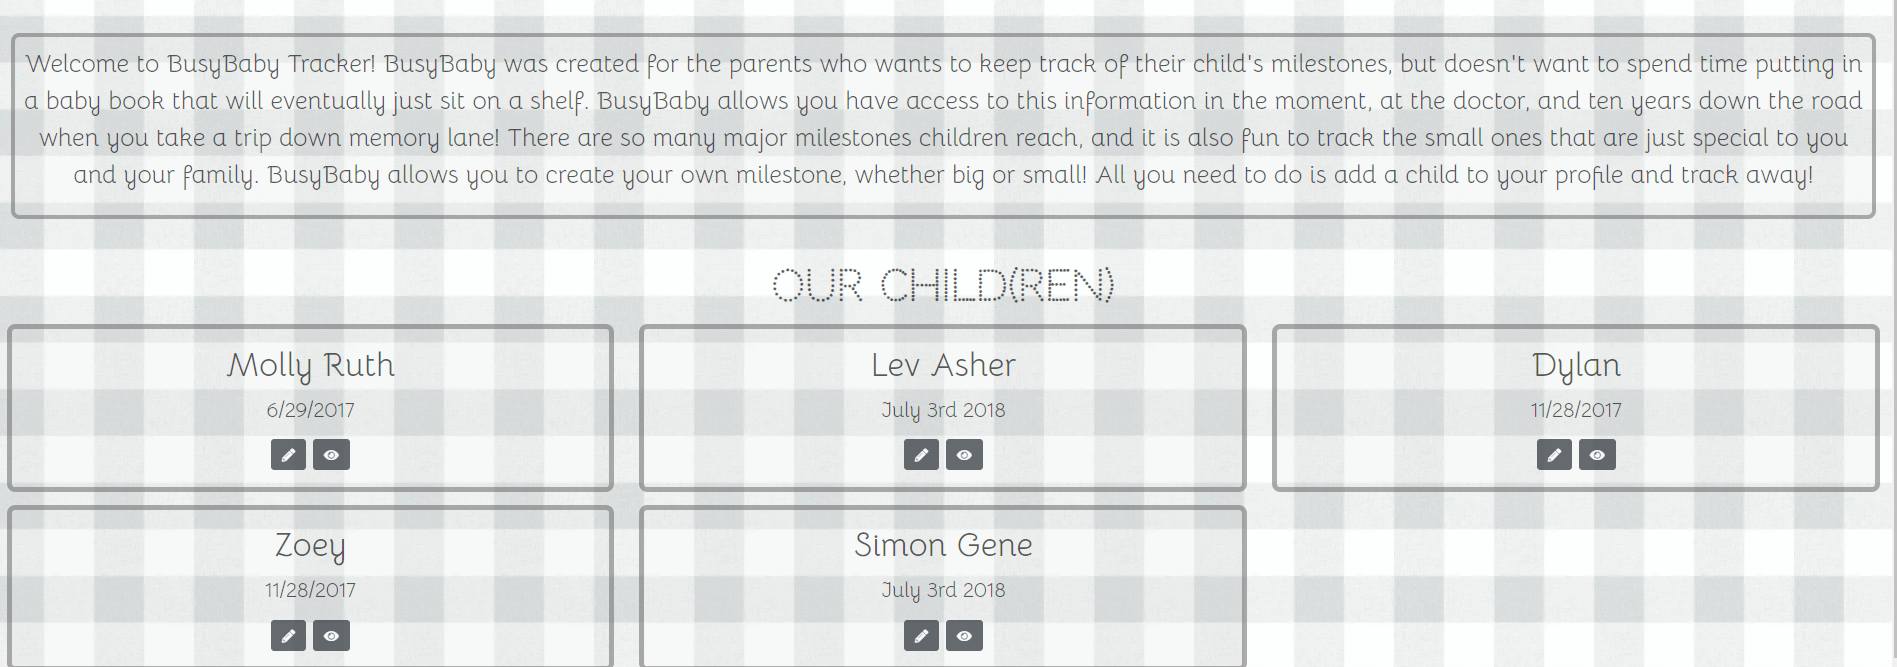 Welcome to BusyBaby Tracker! BusyBaby was created for the parents who wants to keep track of their child's milestones, but doesn't want to spend time putting in
a baby book that will eventually just sit on a shelf. BusyBaby allows you have access to this information in the moment, at the doctor, and ten years down the road
when you take a trip down memory lane! There are so many major milestones children reach, and it is also fun to track the small ones that are just special to you
and your family. BusyBaby allows you to create your own milestone, whether big or small! All you need to do is add a child to your profile and track away!
OUR CHILD(REN)
Molly Ruth
6/29/2017
Lev Asher
July 3rd 2018
Dylan
11/28/2017
Zoey
11/28/2017
Simon Gene
July 3rd 2018